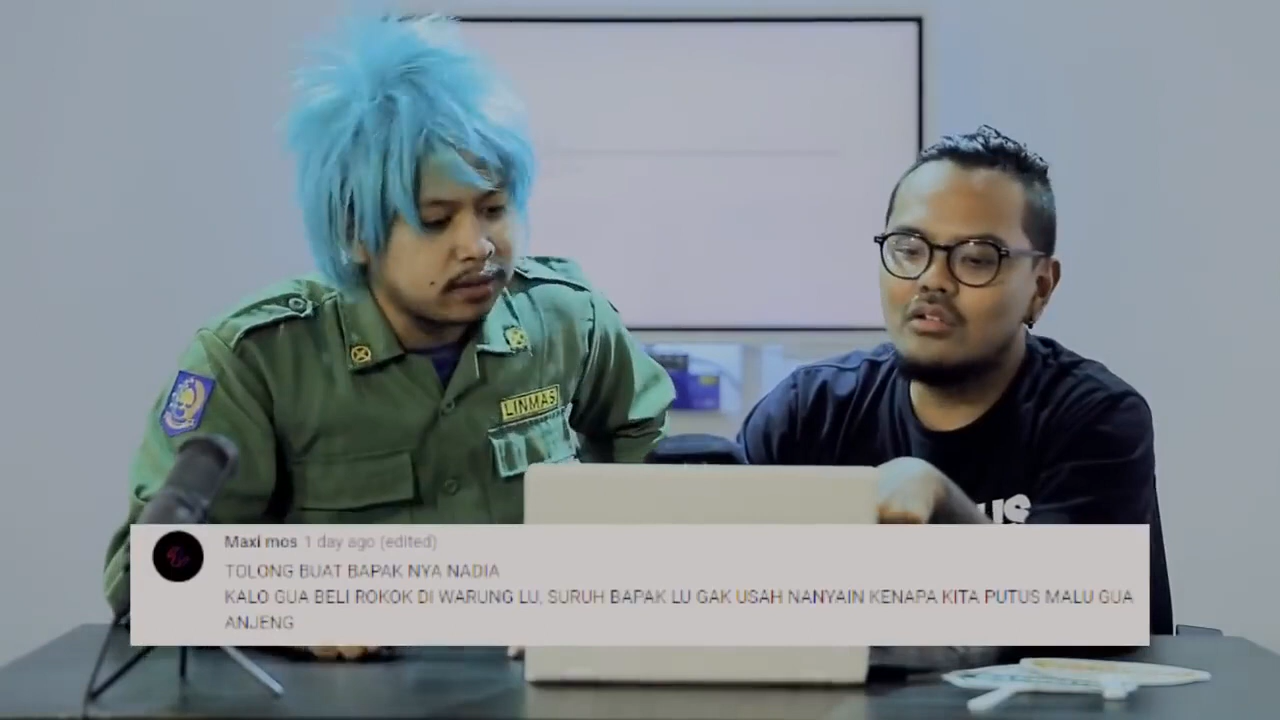 LINMAS
Maxi mos 1 day ago (edited)
TOLONG BUAT BAPAK NYA NADIA
KALO GUA BELI ROKOK DI WARUNG LU, SURUH BAPAK LU GAK USAH NANYAIN KENAPA KITA PUTUS MALU GUA
ANJENG